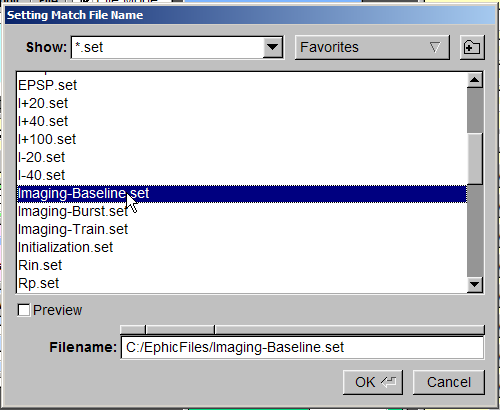 Setting Match File Name
Show: *.set Favorites
EPSP.set
I+20.set
I+40.set
I+100.set
I-20.set
I-40.set
Imaging-Baseline.set
Imaging-Burst.set
Imaging-Train.set
Initialization.set
Rin.set
Rp.set
Preview
Filename: C:/EphicFiles/Imaging-Baseline.set
OK Cancel